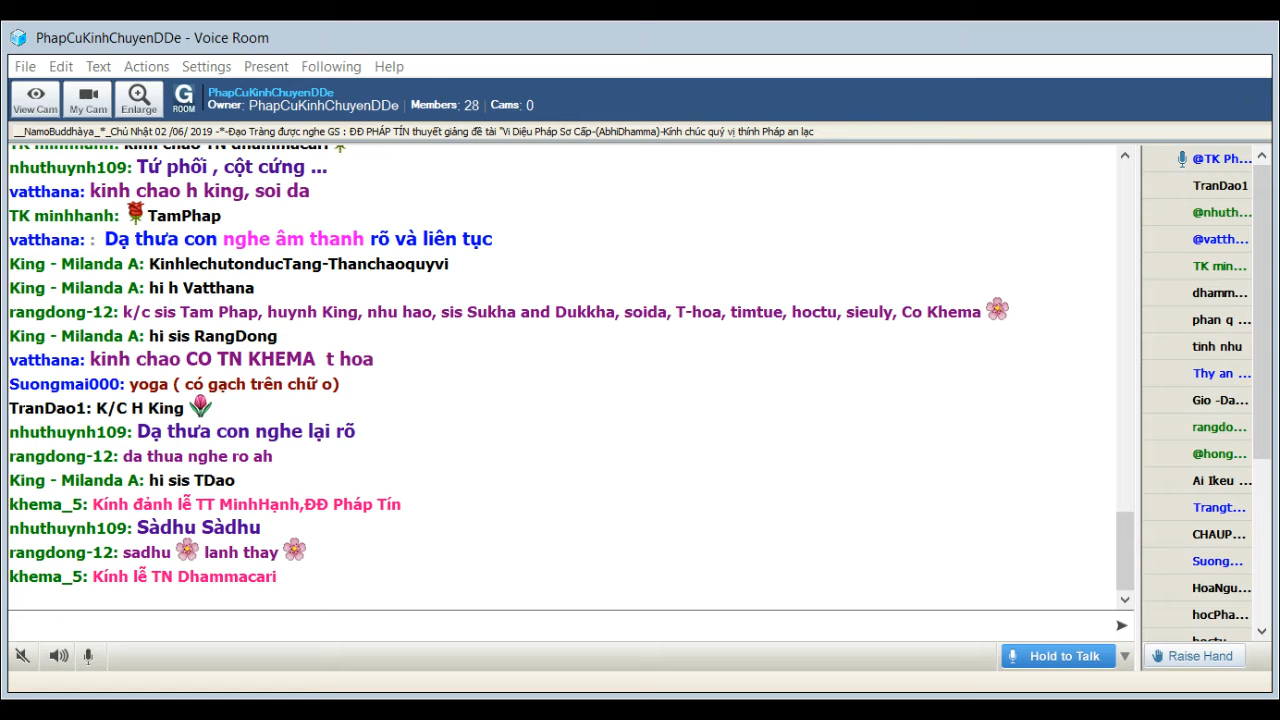 PhapCuKinhChuyenDDe - Voice Room
File Edit Text Actions Settings Present Following Help
View Cam My Cam Enlarge G ROOM PhapCuKinhChuyenDDe
Owner: PhapCuKinhChuyenDDe Members: 28 Cams: 0
__NamoBuddhàya_*_Chủ Nhật 02 /06/ 2019 -*-Đạo Tràng được nghe GS : ĐĐ PHÁP TÍN thuyết giảng đề tài "Vi Diệu Pháp Sơ Cấp-(AbhiDhamma)-Kính chúc quý vị thính Pháp an lạc
TK minhhanh: kinh chao TN dhammacari
nhuthuynh109: Tứ phối , cột cứng ...
vatthana: kinh chao h king, soi da
TK minhhanh: TamPhap
vatthana: : Dạ thưa con nghe âm thanh rõ và liên tục
King - Milanda A: KinhlechutonducTang-Thanchaoquyvi
King - Milanda A: hi h Vatthana
rangdong-12: k/c sis Tam Phap, huynh King, nhu hao, sis Sukha and Dukkha, soida, T-hoa, timtue, hoctu, sieuly, Co Khema
King - Milanda A: hi sis RangDong
vatthana: kinh chao CO TN KHEMA t hoa
Suongmai000: yoga ( có gạch trên chữ o)
TranDao1: K/C H King
nhuthuynh109: Dạ thưa con nghe lại rõ
rangdong-12: da thua nghe ro ah
King - Milanda A: hi sis TDao
khema_5: Kính đảnh lễ TT MinhHạnh,ĐĐ Pháp Tín
nhuthuynh109: Sàdhu Sàdhu
rangdong-12: sadhu lanh thay
khema_5: Kính lễ TN Dhammacari
@TK Ph...
TranDao1
@nhuth...
@vatth...
TK min...
dhamm...
phan q ...
tinh nhu
Thy an ...
Gio -Da...
rangdo...
@hong...
Ai Ikeu ...
Trangt...
CHAUP...
Suong...
HoaNgu...
hocPha...
hoctu
Hold to Talk
Raise Hand